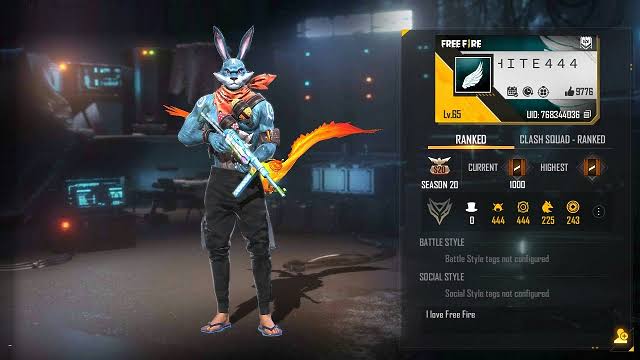 FREE FIRE
HITE444
9776
Lv.65
UID: 768344036
RANKED
CLASH SQUAD - RANKED
S20
CURRENT
HIGHEST
SEASON 20
1000
0 444 444 225 243
BATTLE STYLE
Battle Style tags not configured
SOCIAL STYLE
Social Style tags not configured
I love Free Fire